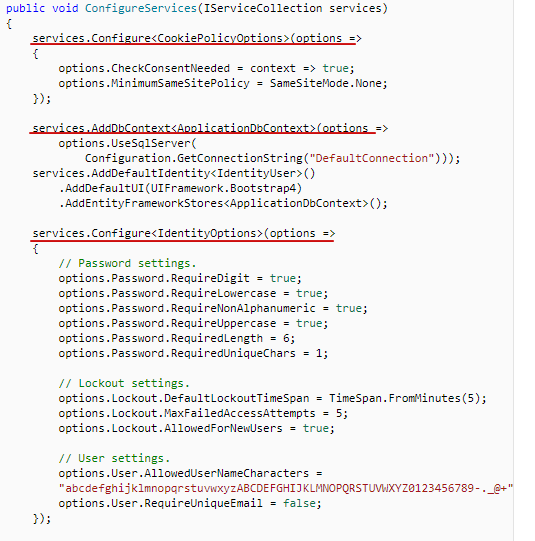 public void ConfigureServices(IServiceCollection services)
{
    services.Configure<CookiePolicyOptions>(options =>
    {
        options.CheckConsentNeeded = context => true;
        options.MinimumSameSitePolicy = SameSiteMode.None;
    });

    services.AddDbContext<ApplicationDbContext>(options =>
        options.UseSqlServer(
            Configuration.GetConnectionString("DefaultConnection")));
    services.AddDefaultIdentity<IdentityUser>()
        .AddDefaultUI(UIFramework.Bootstrap4)
        .AddEntityFrameworkStores<ApplicationDbContext>();

    services.Configure<IdentityOptions>(options =>
    {
        // Password settings.
        options.Password.RequireDigit = true;
        options.Password.RequireLowercase = true;
        options.Password.RequireNonAlphanumeric = true;
        options.Password.RequireUppercase = true;
        options.Password.RequiredLength = 6;
        options.Password.RequiredUniqueChars = 1;

        // Lockout settings.
        options.Lockout.DefaultLockoutTimeSpan = TimeSpan.FromMinutes(5);
        options.Lockout.MaxFailedAccessAttempts = 5;
        options.Lockout.AllowedForNewUsers = true;

        // User settings.
        options.User.AllowedUserNameCharacters =
        "abcdefghijklmnopqrstuvwxyzABCDEFGHIJKLMNOPQRSTUVWXYZ0123456789-._@+"
        options.User.RequireUniqueEmail = false;
    });